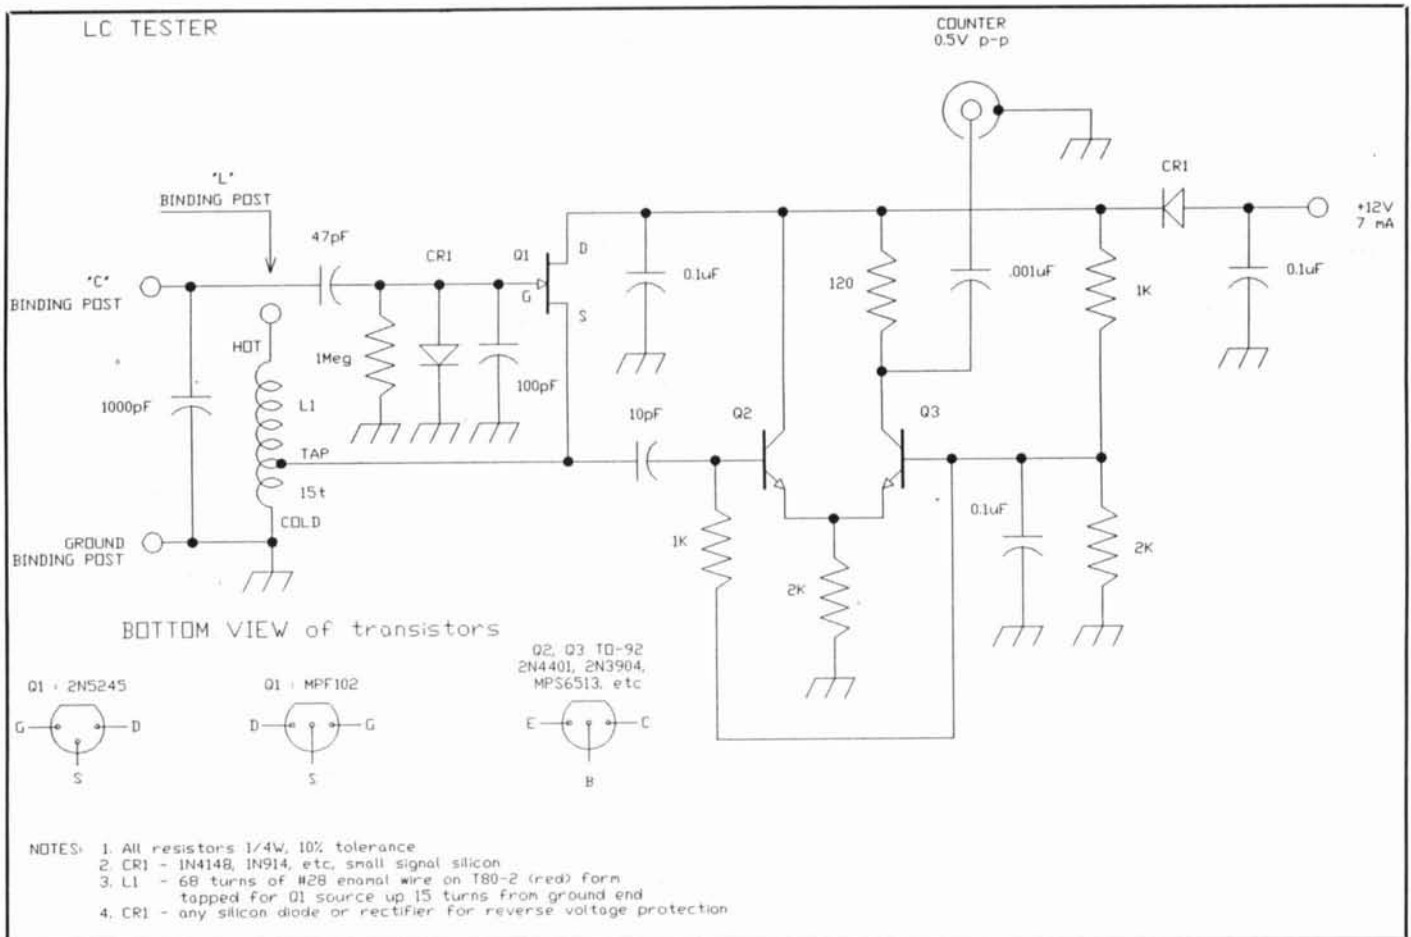 LC TESTER
COUNTER
0.5V p-p
CR1
+12V
7 mA
"L"
BINDING POST
47pF
CR1
Q1
D
G
S
0.1uF
120
.001uF
1K
0.1uF
"C"
BINDING POST
HOT
1Meg
100pF
1000pF
L1
10pF
Q2
Q3
TAP
15t
COLD
GROUND
BINDING POST
1K
2K
0.1uF
2K
BOTTOM VIEW of transistors
Q1 : 2N5245
G
D
S
Q1 : MPF102
D
G
S
Q2, Q3 TO-92
2N4401, 2N3904,
MPS6513, etc
E
C
B
NOTES: 1. All resistors 1/4W, 10% tolerance
2. CR1 - 1N4148, 1N914, etc, small signal silicon
3. L1 - 68 turns of #28 enamal wire on T80-2 (red) form
tapped for Q1 source up 15 turns from ground end
4. CR1 - any silicon diode or rectifier for reverse voltage protection